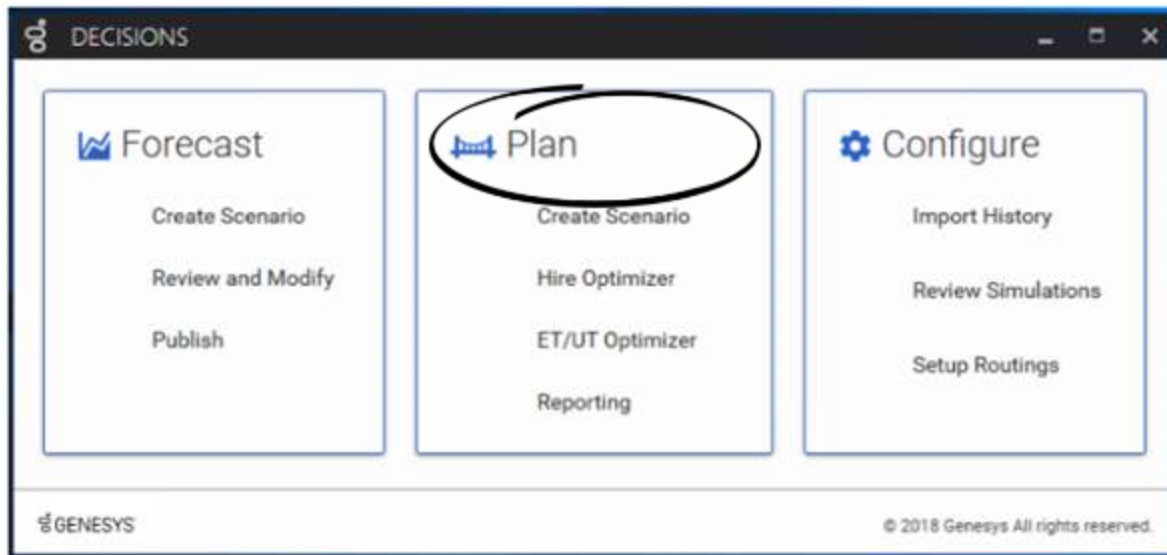 DECISIONS
Forecast
Create Scenario
Review and Modify
Publish
Plan
Create Scenario
Hire Optimizer
ET/UT Optimizer
Reporting
Configure
Import History
Review Simulations
Setup Routings
GENESYS
© 2018 Genesys All rights reserved.